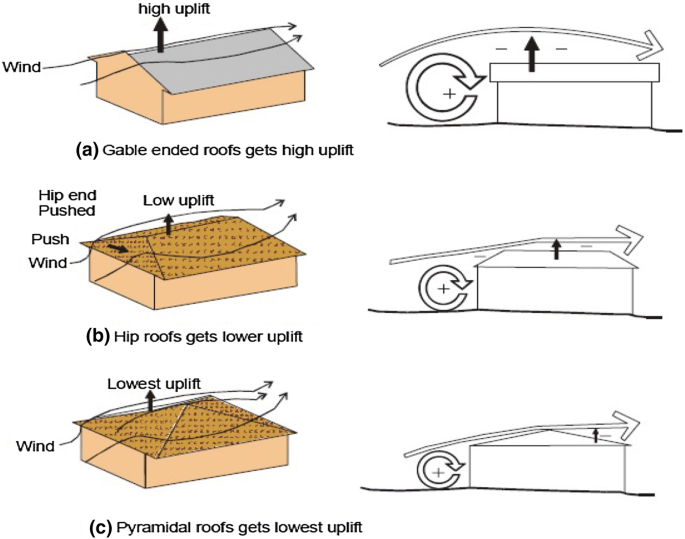 high uplift
Wind
(a) Gable ended roofs gets high uplift
Hip end
Pushed
Low uplift
Push
Wind
(b) Hip roofs gets lower uplift
Lowest uplift
Wind
(c) Pyramidal roofs gets lowest uplift